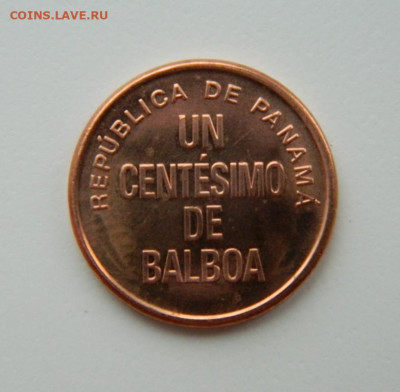 COINS.LAVE.RU
REPÚBLICA DE PANAMÁ
UN
CENTÉSIMO
DE
BALBOA